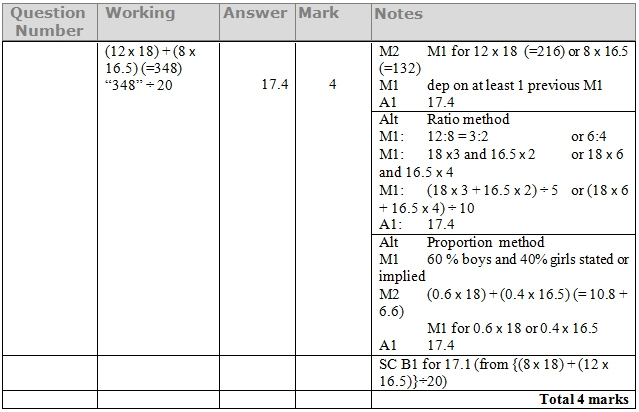 Question Number Working Answer Mark Notes
(12 x 18) + (8 x
16.5) (=348)
“348” ÷ 20 17.4 4
M2 M1 for 12 x 18 (=216) or 8 x 16.5
(=132)
M1 dep on at least 1 previous M1
A1 17.4
Alt Ratio method
M1: 12:8 = 3:2 or 6:4
M1: 18 x3 and 16.5 x 2 or 18 x 6
and 16.5 x 4
M1: (18 x 3 + 16.5 x 2) ÷ 5 or (18 x 6
+ 16.5 x 4) ÷ 10
A1: 17.4
Alt Proportion method
M1 60 % boys and 40% girls stated or
implied
M2 (0.6 x 18) + (0.4 x 16.5) (= 10.8 +
6.6)
M1 for 0.6 x 18 or 0.4 x 16.5
A1 17.4
SC B1 for 17.1 (from {(8 x 18) + (12 x
16.5)}÷20)
Total 4 marks